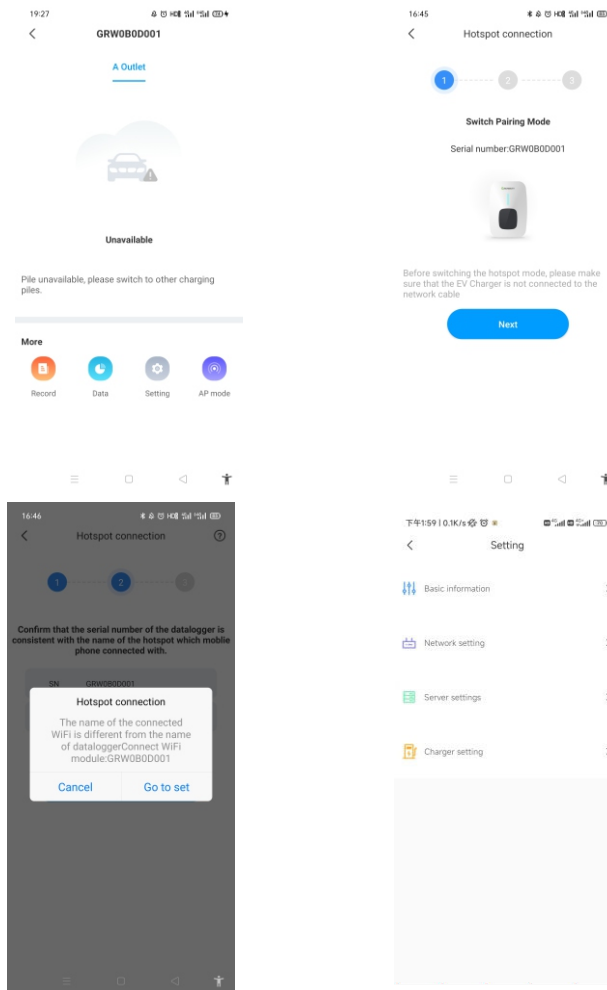 19:27
GRW0B0D001
A Outlet
Unavailable
Pile unavailable, please switch to other charging
piles.
More
Record
Data
Setting
AP mode
16:45
Hotspot connection
1
2
3
Switch Pairing Mode
Serial number:GRW0B0D001
Before switching the hotspot mode, please make
sure that the EV Charger is not connected to the
network cable
Next
16:46
Hotspot connection
1
2
3
Confirm that the serial number of the datalogger is
consistent with the name of the hotspot which moblie
phone connected with.
SN
GRW0B0D001
Hotspot connection
The name of the connected
WiFi is different from the name
of dataloggerConnect WiFi
module:GRW0B0D001
Cancel
Go to set
下午1:59 | 0.1K/s
Setting
Basic information
Network setting
Server settings
Charger setting